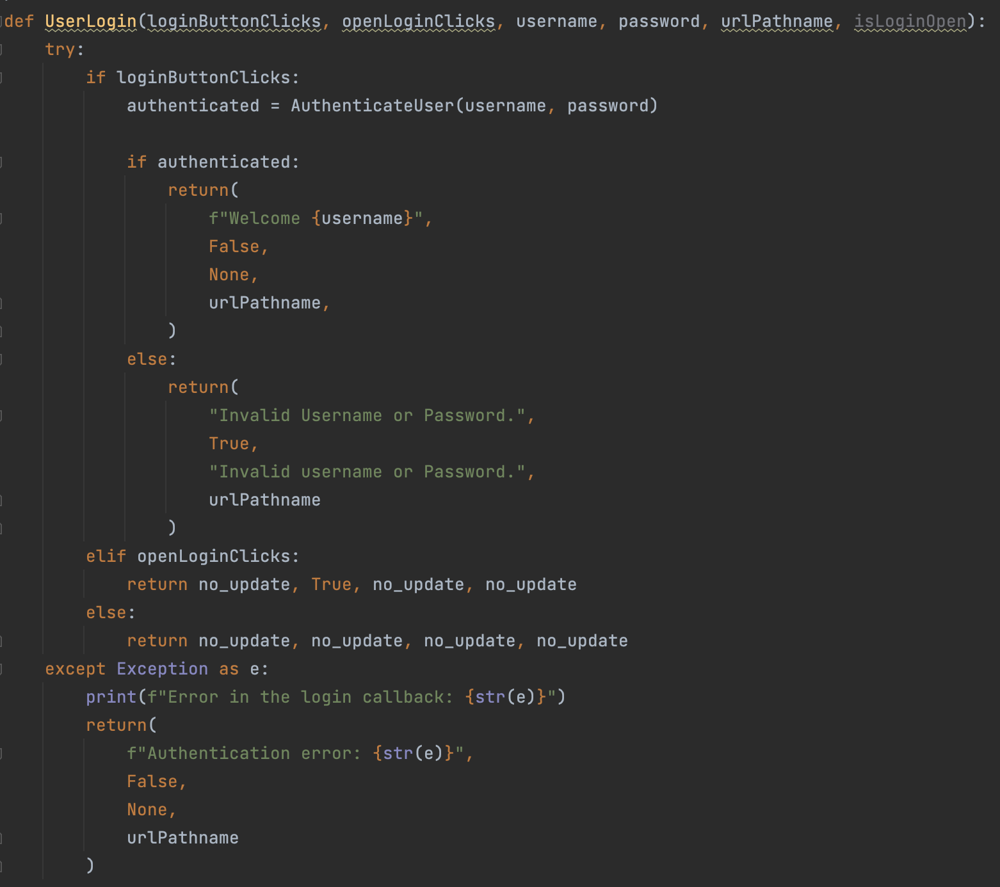 def UserLogin(loginButtonClicks, openLoginClicks, username, password, urlPathname, isLoginOpen):
    try:
        if loginButtonClicks:
            authenticated = AuthenticateUser(username, password)

            if authenticated:
                return(
                    f"Welcome {username}",
                    False,
                    None,
                    urlPathname,
                )
            else:
                return(
                    "Invalid Username or Password.",
                    True,
                    "Invalid username or Password.",
                    urlPathname
                )
        elif openLoginClicks:
            return no_update, True, no_update, no_update
        else:
            return no_update, no_update, no_update, no_update
    except Exception as e:
        print(f"Error in the login callback: {str(e)}")
        return(
            f"Authentication error: {str(e)}",
            False,
            None,
            urlPathname
        )